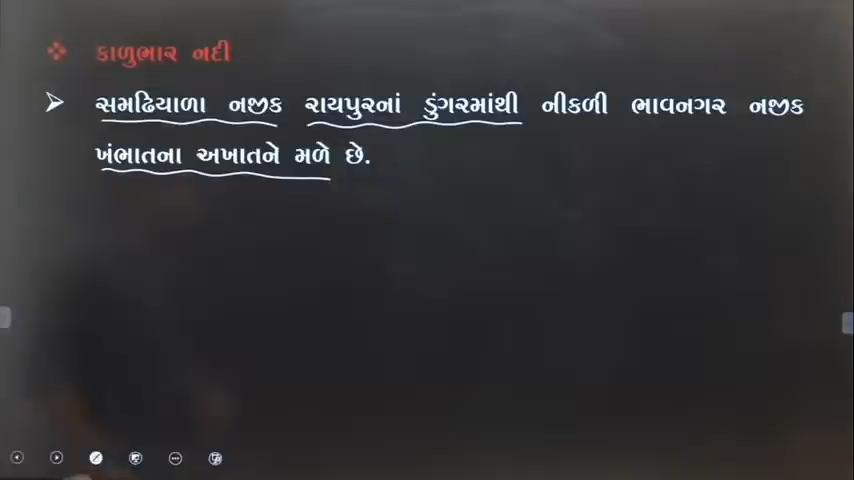 કાળુભાર નદી
સમઢિયાળા નજીક રાયપુરનાં ડુંગરમાંથી નીકળી ભાવનગર નજીક
ખંભાતના અખાતને મળે છે.